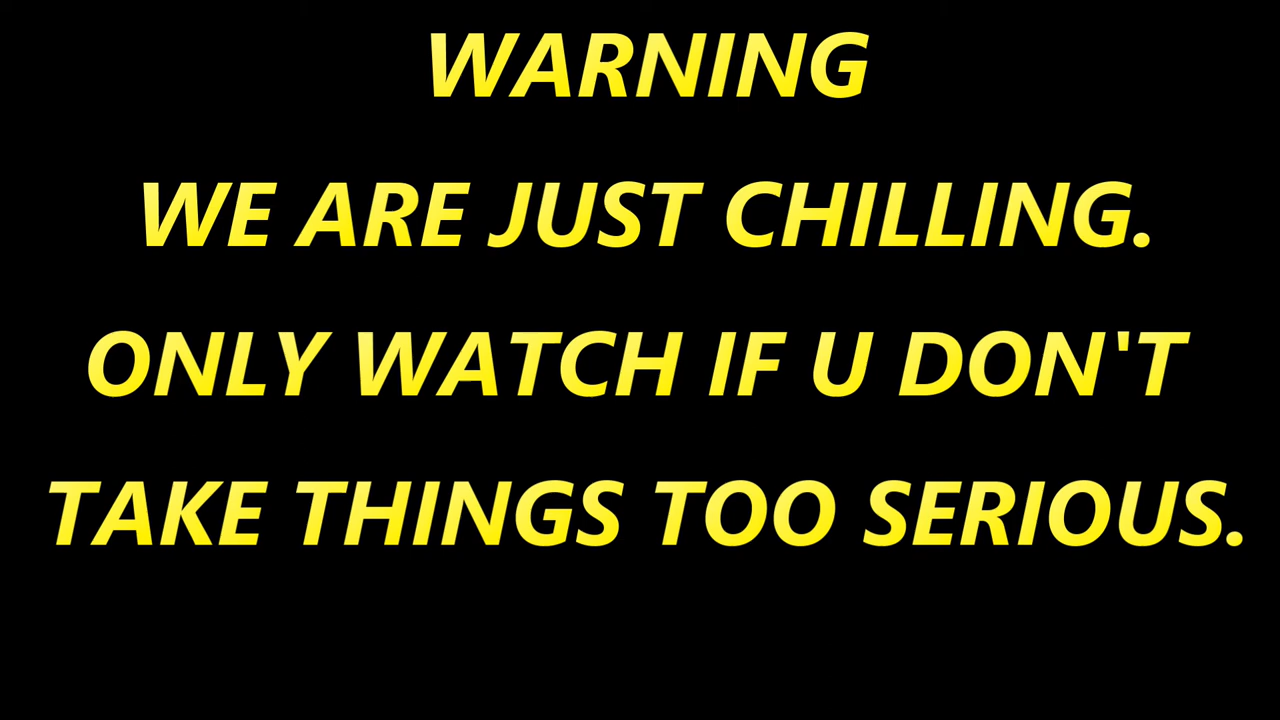 WARNING
WE ARE JUST CHILLING.
ONLY WATCH IF U DON'T
TAKE THINGS TOO SERIOUS.